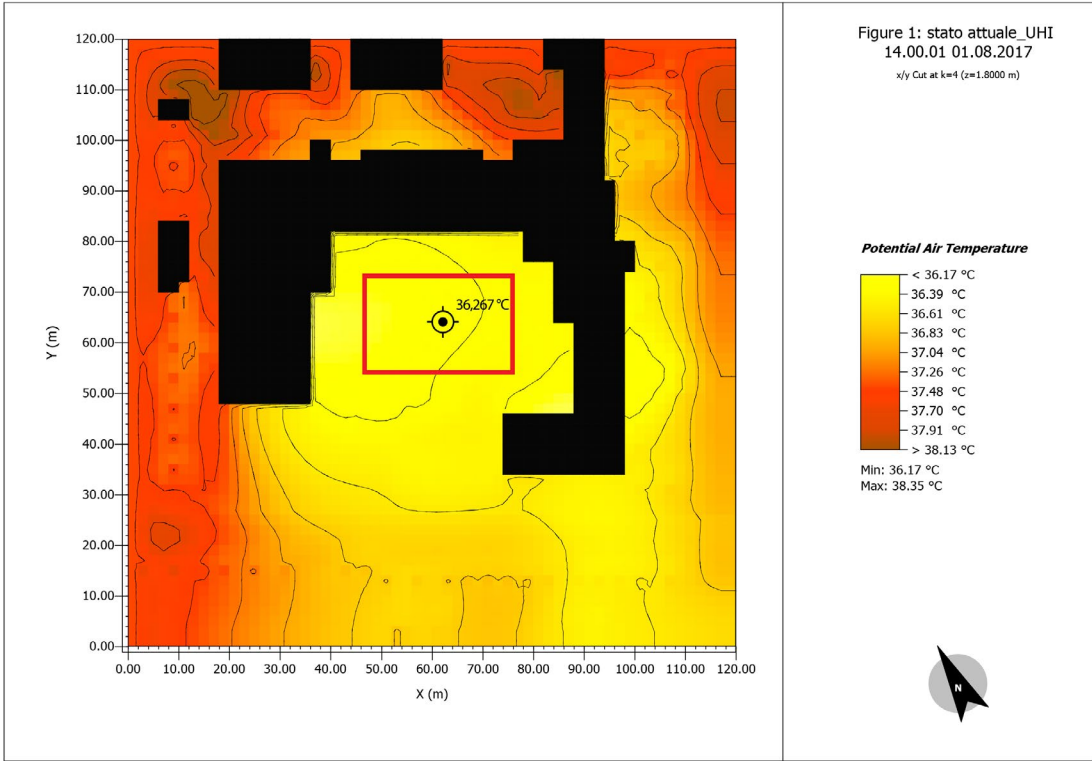 Figure 1: stato attuale_UHI
14.00.01 01.08.2017
x/y Cut at k=4 (z=1.8000 m)
120.00
110.00
100.00
90.00
80.00
70.00
60.00
50.00
40.00
30.00
20.00
10.00
0.00
Y (m)
36,267°C
0.00 10.00 20.00 30.00 40.00 50.00 60.00 70.00 80.00 90.00 100.00 120.00
X (m)
Potential Air Temperature
< 36.17 °C
36.39 °C
36.61 °C
36.83 °C
37.04 °C
37.26 °C
37.48 °C
37.70 °C
37.91 °C
> 38.13 °C
Min: 36.17 °C
Max: 38.35 °C
N